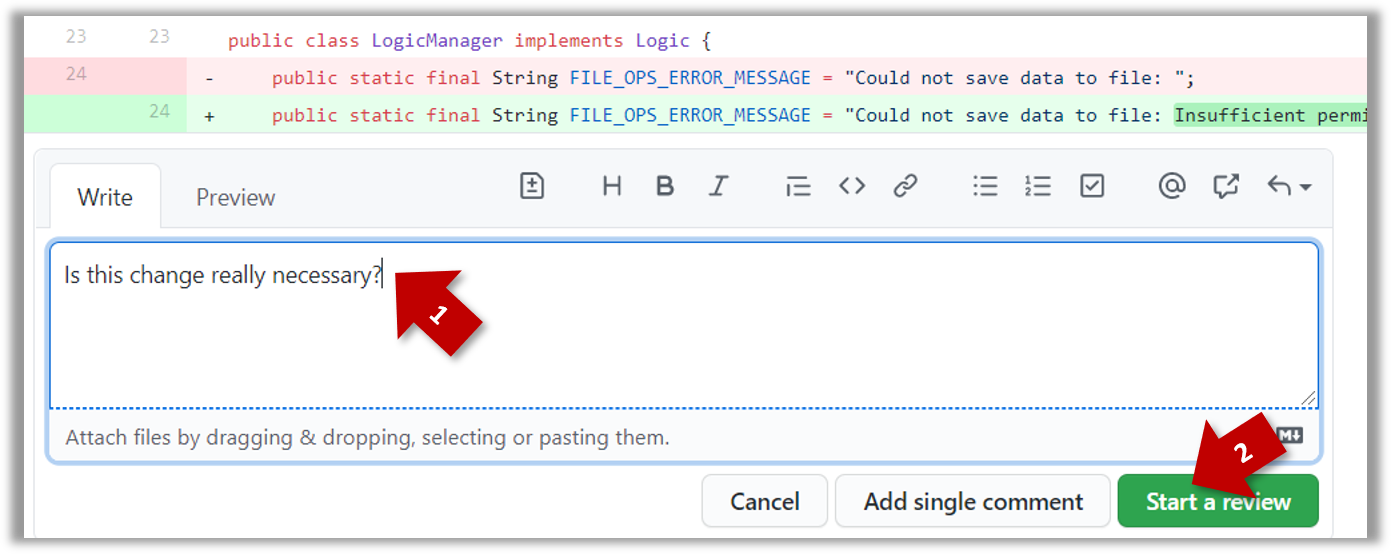 23 23 public class LogicManager implements Logic {
24 - public static final String FILE_OPS_ERROR_MESSAGE = "Could not save data to file: ";
24 + public static final String FILE_OPS_ERROR_MESSAGE = "Could not save data to file: Insufficient permi
Write Preview
Is this change really necessary?
1
Attach files by dragging & dropping, selecting or pasting them.
2
Cancel Add single comment Start a review